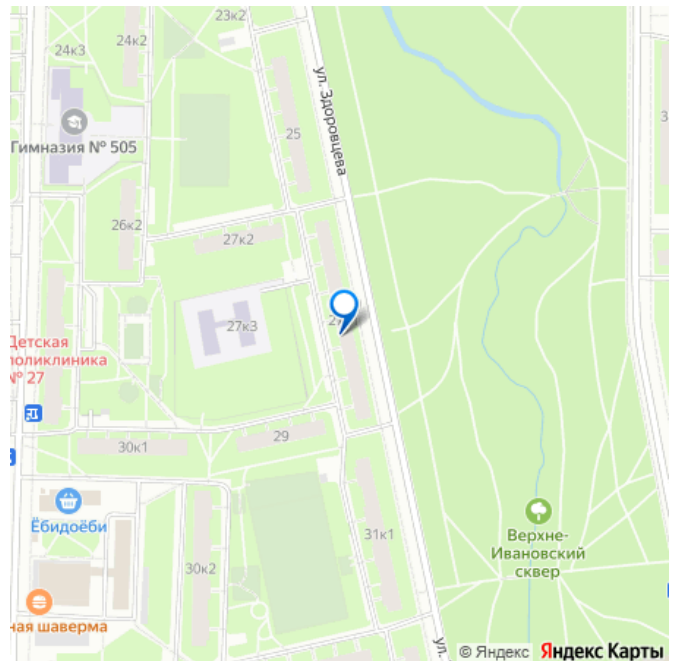 23к2
24к2
24к3
ул. Здоровцева
25
Гимназия № 505
26к2
27к2
27к3
Детская
поликлиника
№ 27
30к1
29
Ёбидоёби
31к1
Верхне-
Ивановский
сквер
30к2
ная шаверма
ул.
© Яндекс Яндекс Карты